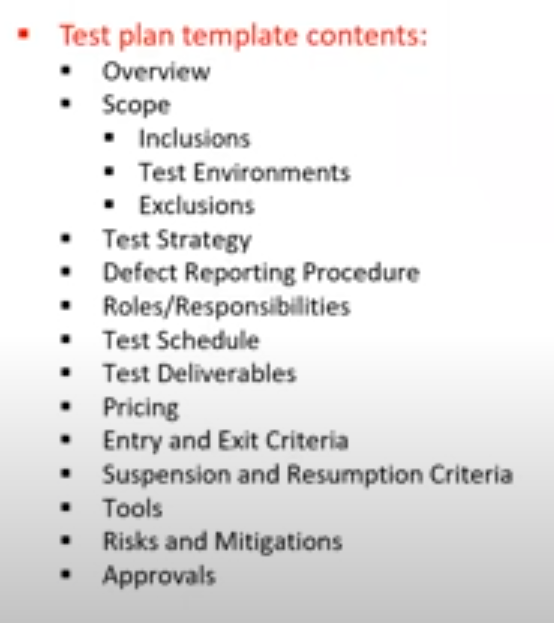 Test plan template contents:
Overview
Scope
Inclusions
Test Environments
Exclusions
Test Strategy
Defect Reporting Procedure
Roles/Responsibilities
Test Schedule
Test Deliverables
Pricing
Entry and Exit Criteria
Suspension and Resumption Criteria
Tools
Risks and Mitigations
Approvals